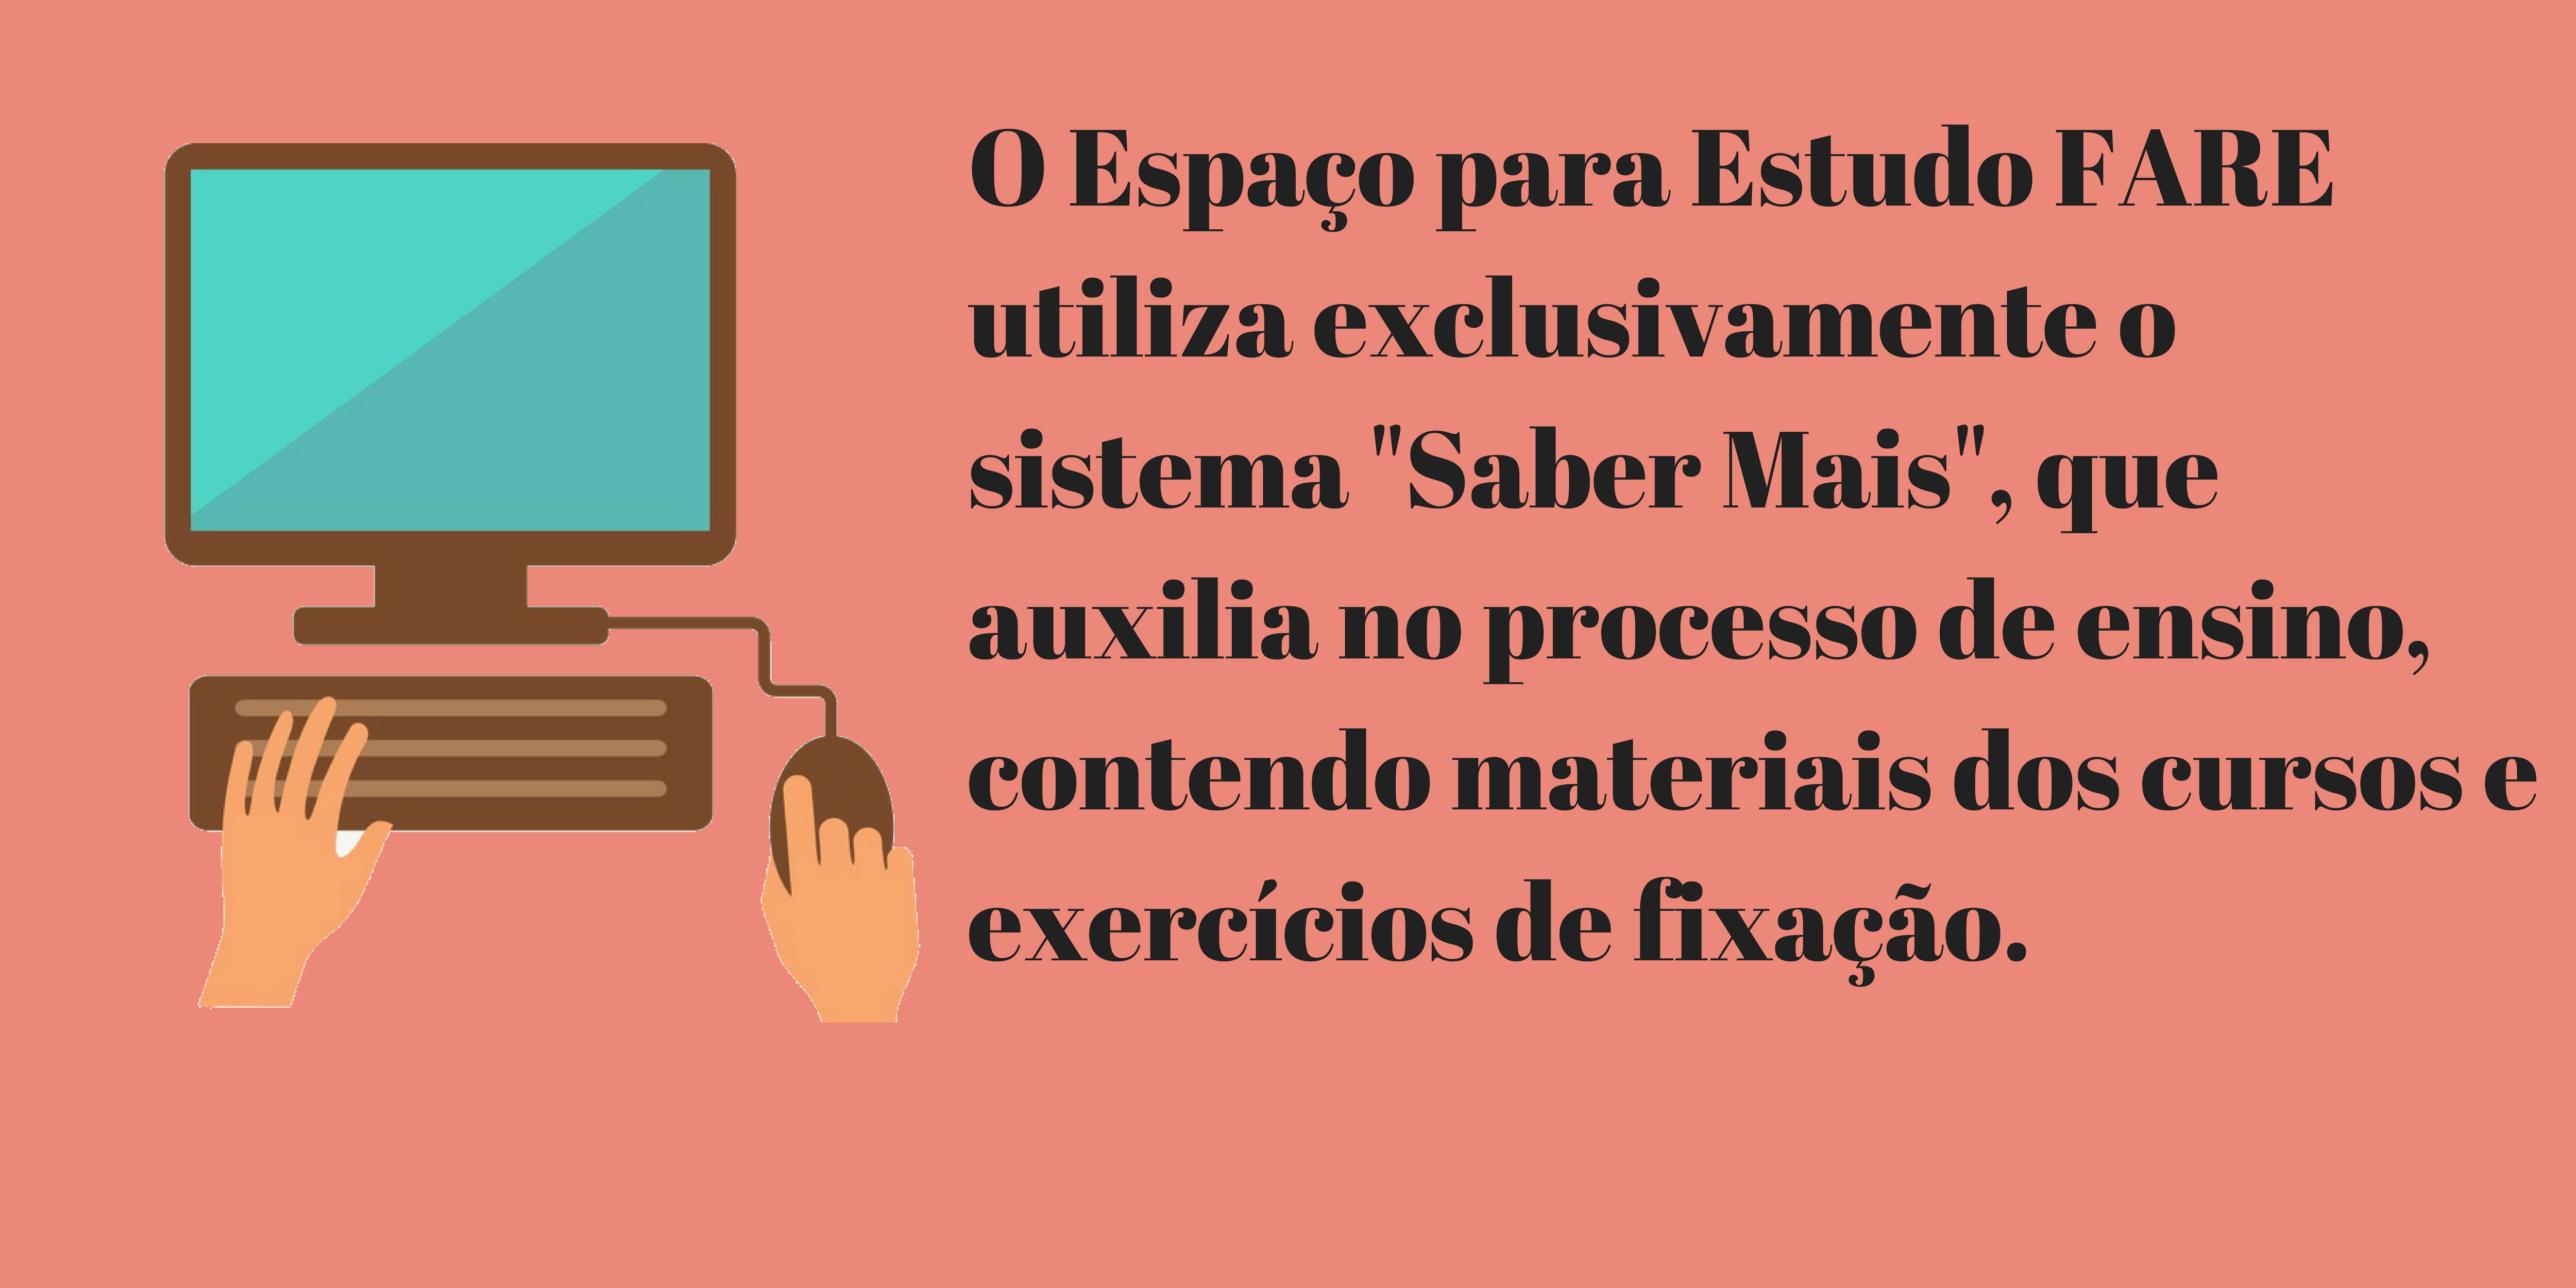 O Espaço para Estudo FARE
utiliza exclusivamente o
sistema "Saber Mais", que
auxilia no processo de ensino,
contendo materiais dos cursos e
exercícios de fixação.